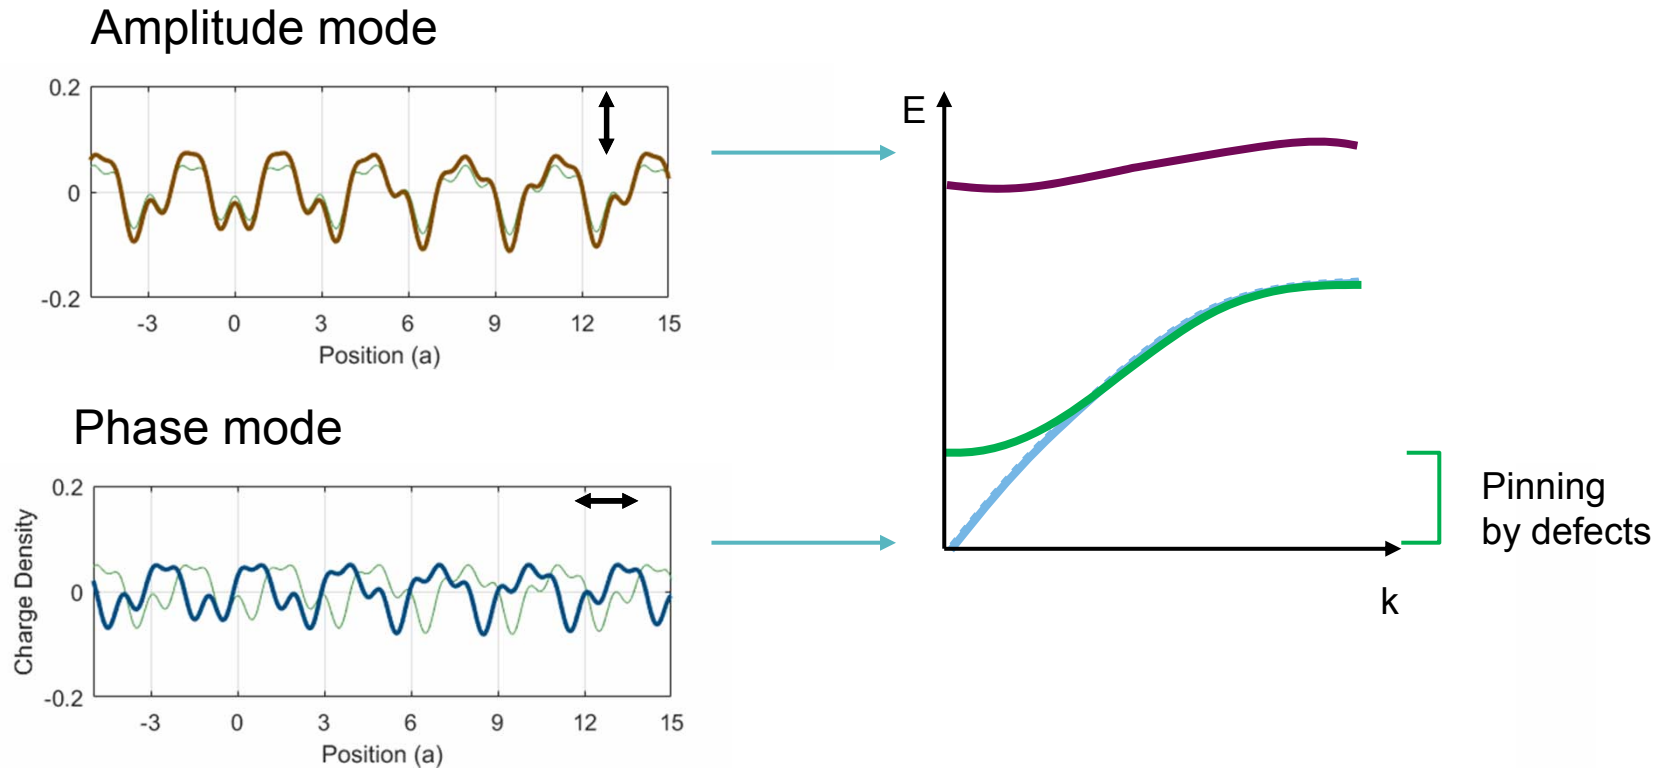 Amplitude mode
0.2
0
-0.2
-3 0 3 6 9 12 15
Position (a)
Phase mode
Charge Density
0.2
0
-0.2
-3 0 3 6 9 12 15
Position (a)
E
k
Pinning
by defects